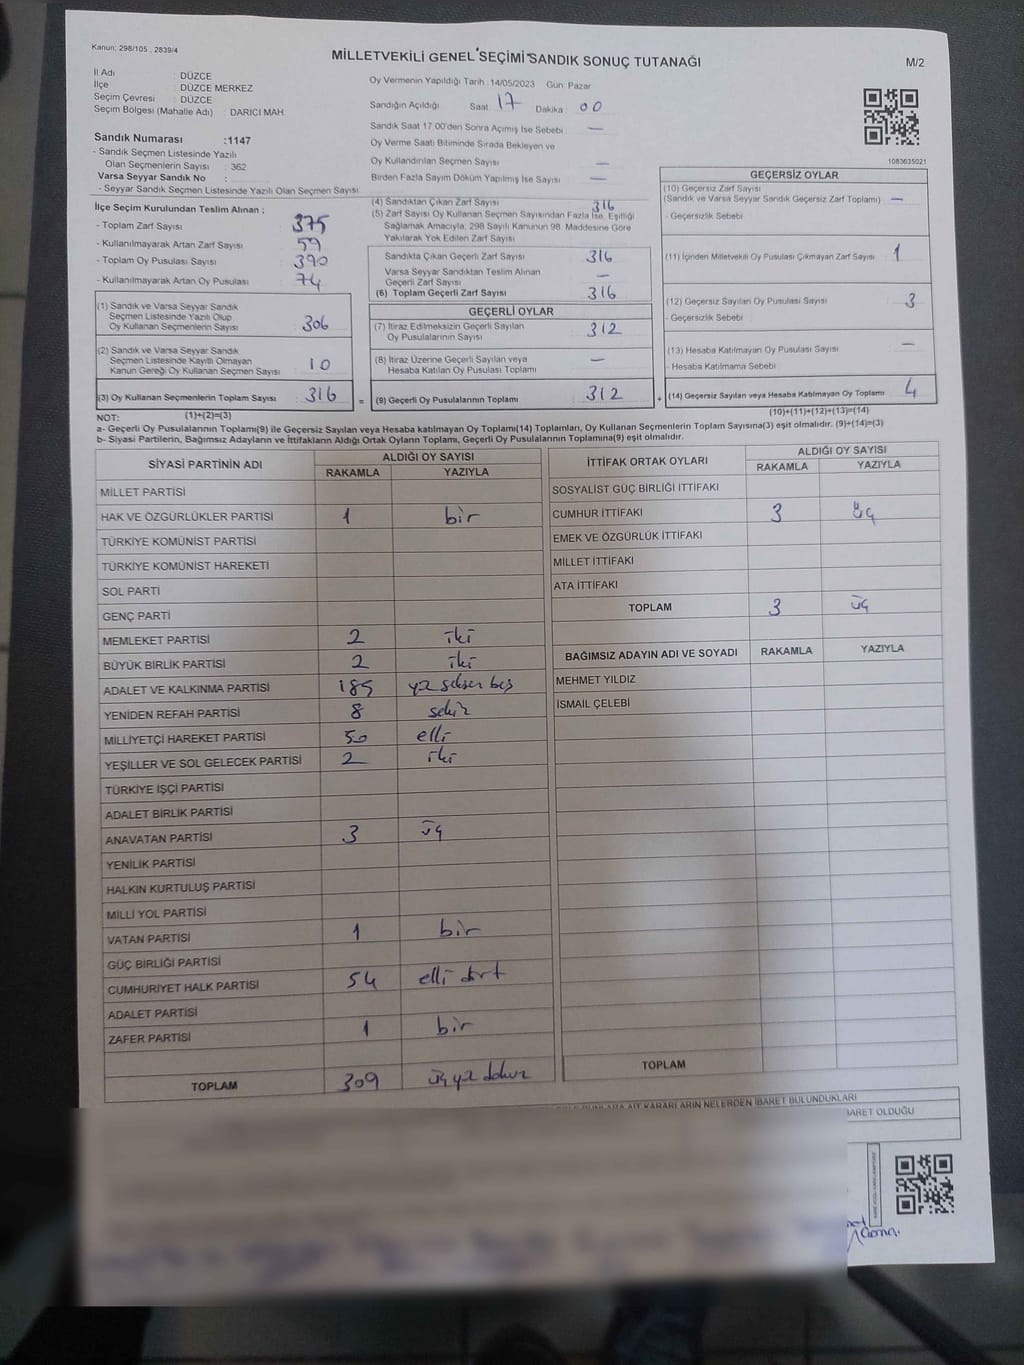 Kanun; 298/105 , 2839/4
MİLLETVEKİLİ GENEL SEÇİMİ SANDIK SONUÇ TUTANAĞI
M/2
İl Adı : DÜZCE
İlçe : DÜZCE MERKEZ
Seçim Çevresi : DÜZCE
Seçim Bölgesi (Mahalle Adı) : DARICI MAH.
Sandık Numarası :1147
- Sandık Seçmen Listesinde Yazılı
Olan Seçmenlerin Sayısı : 362
Varsa Seyyar Sandık No :
- Seyyar Sandık Seçmen Listesinde Yazılı Olan Seçmen Sayısı
Oy Vermenin Yapıldığı Tarih :14/05/2023 Gün: Pazar
Sandığın Açıldığı Saat 17 Dakika : 00
Sandık Saat 17.00'den Sonra Açılmış İse Sebebi —
Oy Verme Saati Bitiminde Sırada Bekleyen ve
Oy Kullandırılan Seçmen Sayısı —
Birden Fazla Sayım Döküm Yapılmış İse Sayısı —
1083635021
İlçe Seçim Kurulundan Teslim Alınan ;
- Toplam Zarf Sayısı : 375
- Kullanılmayarak Artan Zarf Sayısı : 59
- Toplam Oy Pusulası Sayısı : 390
- Kullanılmayarak Artan Oy Pusulası : 74
(1) Sandık ve Varsa Seyyar Sandık
Seçmen Listesinde Yazılı Olup
Oy Kullanan Seçmenlerin Sayısı : 306
(2) Sandık ve Varsa Seyyar Sandık
Seçmen Listesinde Kayıtlı Olmayan
Kanun Gereği Oy Kullanan Seçmen Sayısı : 10
(3) Oy Kullanan Seçmenlerin Toplam Sayısı : 316 =
(4) Sandıktan Çıkan Zarf Sayısı 316
(5) Zarf Sayısı Oy Kullanan Seçmen Sayısından Fazla İse, Eşitliği
Sağlamak Amacıyla, 298 Sayılı Kanunun 98. Maddesine Göre
Yakılarak Yok Edilen Zarf Sayısı
Sandıkta Çıkan Geçerli Zarf Sayısı : 316
Varsa Seyyar Sandıktan Teslim Alınan
Geçerli Zarf Sayısı : —
(6) Toplam Geçerli Zarf Sayısı : 316
GEÇERLİ OYLAR
(7) İtiraz Edilmeksizin Geçerli Sayılan
Oy Pusulalarının Sayısı : 312
(8) İtiraz Üzerine Geçerli Sayılan veya
Hesaba Katılan Oy Pusulası Toplamı : —
(9) Geçerli Oy Pusulalarının Toplamı : 312 +
GEÇERSİZ OYLAR
(10) Geçersiz Zarf Sayısı
(Sandık ve Varsa Seyyar Sandık Geçersiz Zarf Toplamı) —
- Geçersizlik Sebebi :
(11) İçinden Milletvekili Oy Pusulası Çıkmayan Zarf Sayısı : 1
(12) Geçersiz Sayılan Oy Pusulası Sayısı : 3
- Geçersizlik Sebebi :
(13) Hesaba Katılmayan Oy Pusulası Sayısı : —
- Hesaba Katılmama Sebebi :
(14) Geçersiz Sayılan veya Hesaba Katılmayan Oy Toplamı : 4
NOT: (1)+(2)=(3)
(10)+(11)+(12)+(13)=(14)
a- Geçerli Oy Pusulalarının Toplamı(9) ile Geçersiz Sayılan veya Hesaba katılmayan Oy Toplamı(14) Toplamları, Oy Kullanan Seçmenlerin Toplam Sayısına(3) eşit olmalıdır. (9)+(14)=(3)
b- Siyasi Partilerin, Bağımsız Adayların ve İttifakların Aldığı Ortak Oyların Toplamı, Geçerli Oy Pusulalarının Toplamına(9) eşit olmalıdır.
SİYASİ PARTİNİN ADI ALDIĞI OY SAYISI
RAKAMLA YAZIYLA
MİLLET PARTİSİ
HAK VE ÖZGÜRLÜKLER PARTİSİ 1 bir
TÜRKİYE KOMÜNİST PARTİSİ
TÜRKİYE KOMÜNİST HAREKETİ
SOL PARTİ
GENÇ PARTİ
MEMLEKET PARTİSİ 2 iki
BÜYÜK BİRLİK PARTİSİ 2 iki
ADALET VE KALKINMA PARTİSİ 185 yüz seksen beş
YENİDEN REFAH PARTİSİ 8 sekiz
MİLLİYETÇİ HAREKET PARTİSİ 50 elli
YEŞİLLER VE SOL GELECEK PARTİSİ 2 iki
TÜRKİYE İŞÇİ PARTİSİ
ADALET BİRLİK PARTİSİ
ANAVATAN PARTİSİ 3 üç
YENİLİK PARTİSİ
HALKIN KURTULUŞ PARTİSİ
MİLLİ YOL PARTİSİ
VATAN PARTİSİ 1 bir
GÜÇ BİRLİĞİ PARTİSİ
CUMHURİYET HALK PARTİSİ 54 elli dört
ADALET PARTİSİ
ZAFER PARTİSİ 1 bir
TOPLAM 309 üç yüz dokuz
İTTİFAK ORTAK OYLARI ALDIĞI OY SAYISI
RAKAMLA YAZIYLA
SOSYALİST GÜÇ BİRLİĞİ İTTİFAKI
CUMHUR İTTİFAKI 3 üç
EMEK VE ÖZGÜRLÜK İTTİFAKI
MİLLET İTTİFAKI
ATA İTTİFAKI
TOPLAM 3 üç
BAĞIMSIZ ADAYIN ADI VE SOYADI RAKAMLA YAZIYLA
MEHMET YILDIZ
İSMAİL ÇELEBİ
TOPLAM
AİT KARARLARIN NELERDEN İBARET BULUNDUKLARI
İBARET OLDUĞU